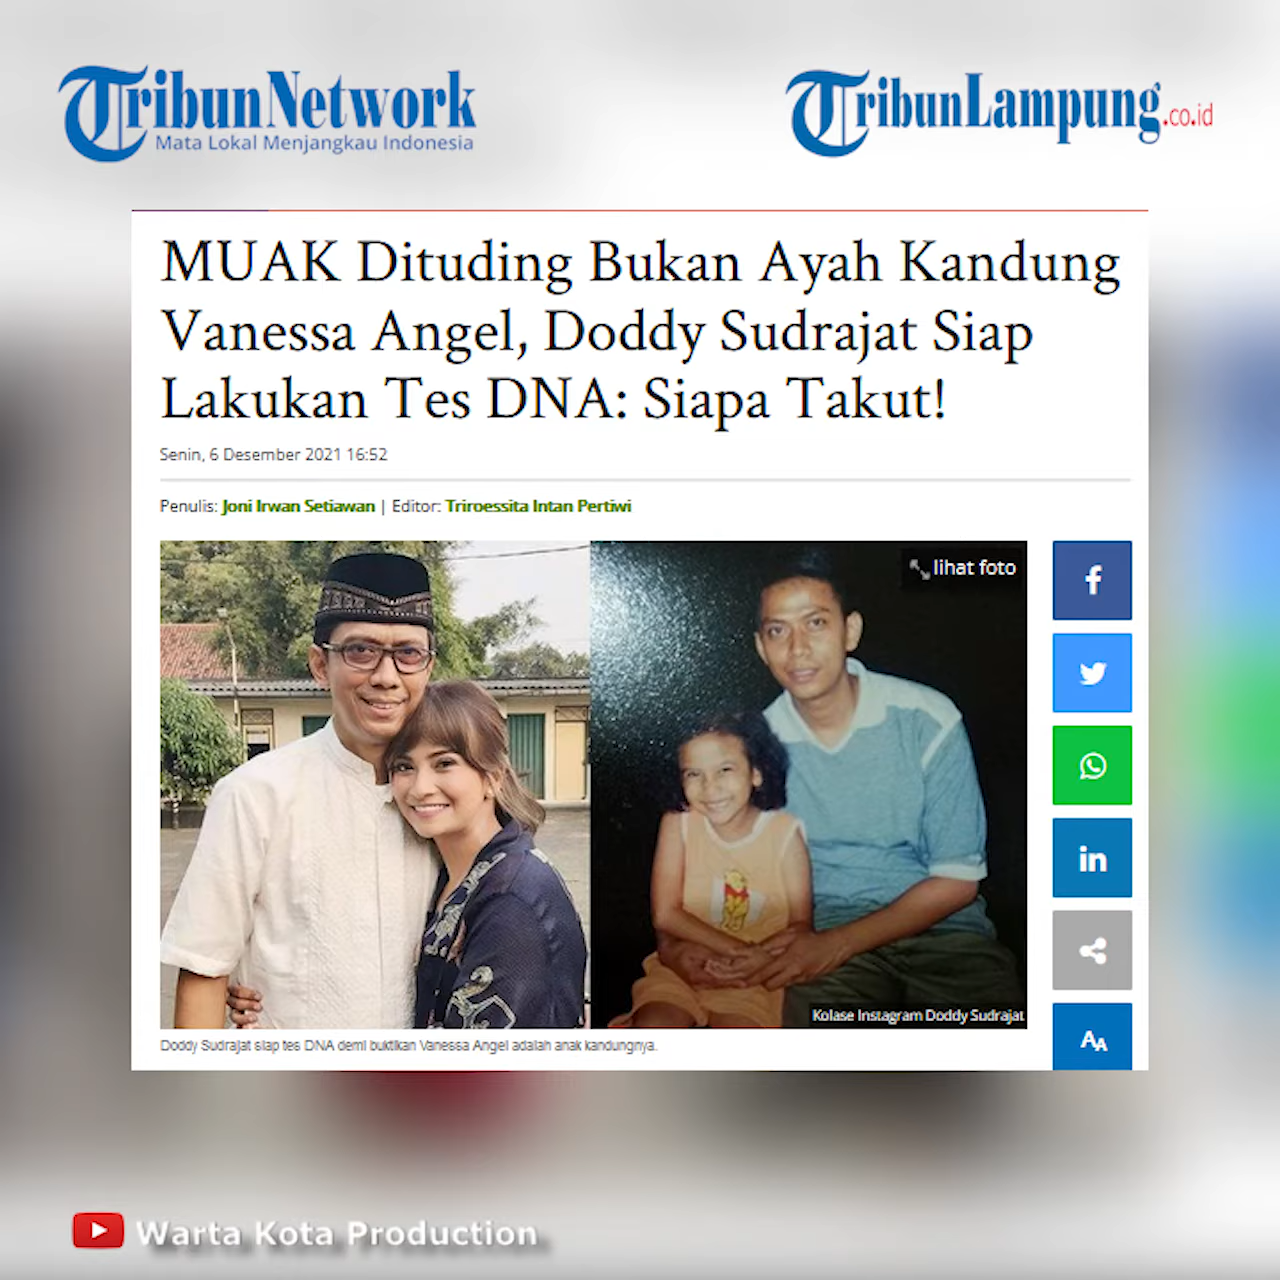 TribunNetwork
Mata Lokal Menjangkau Indonesia
TribunLampung.co.id
MUAK Dituding Bukan Ayah Kandung
Vanessa Angel, Doddy Sudrajat Siap
Lakukan Tes DNA: Siapa Takut!
Senin, 6 Desember 2021 16:52
Penulis: Joni Irwan Setiawan | Editor: Triroessita Intan Pertiwi
lihat foto
Kolase Instagram Doddy Sudrajat
Doddy Sudrajat siap tes DNA demi buktikan Vanessa Angel adalah anak kandungnya.
f
in
AA
Warta Kota Production